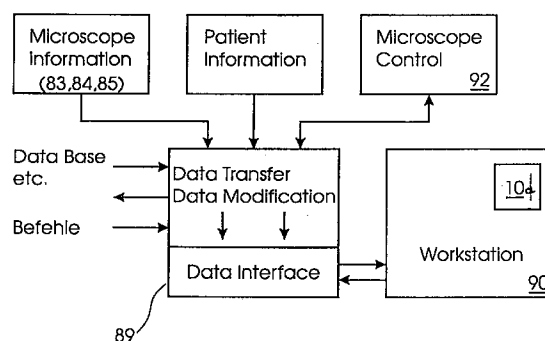 Microscope
Information
(83,84,85)
Patient
Information
Microscope
Control
92
Data Base
etc.
Befehle
Data Transfer
Data Modification
Data Interface
10d
Workstation
90
89